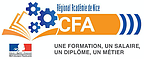 Régional Académie de Nice
CFA
UNE FORMATION, UN SALAIRE,
UN DIPLÔME, UN MÉTIER